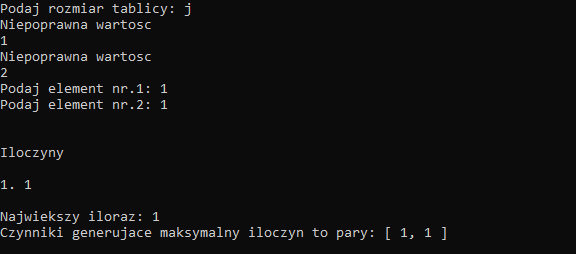 Podaj rozmiar tablicy: j
Niepoprawna wartosc
1
Niepoprawna wartosc
2
Podaj element nr.1: 1
Podaj element nr.2: 1
Iloczyny
1. 1
Najwiekszy iloraz: 1
Czynniki generujace maksymalny iloczyn to pary: [ 1, 1 ]